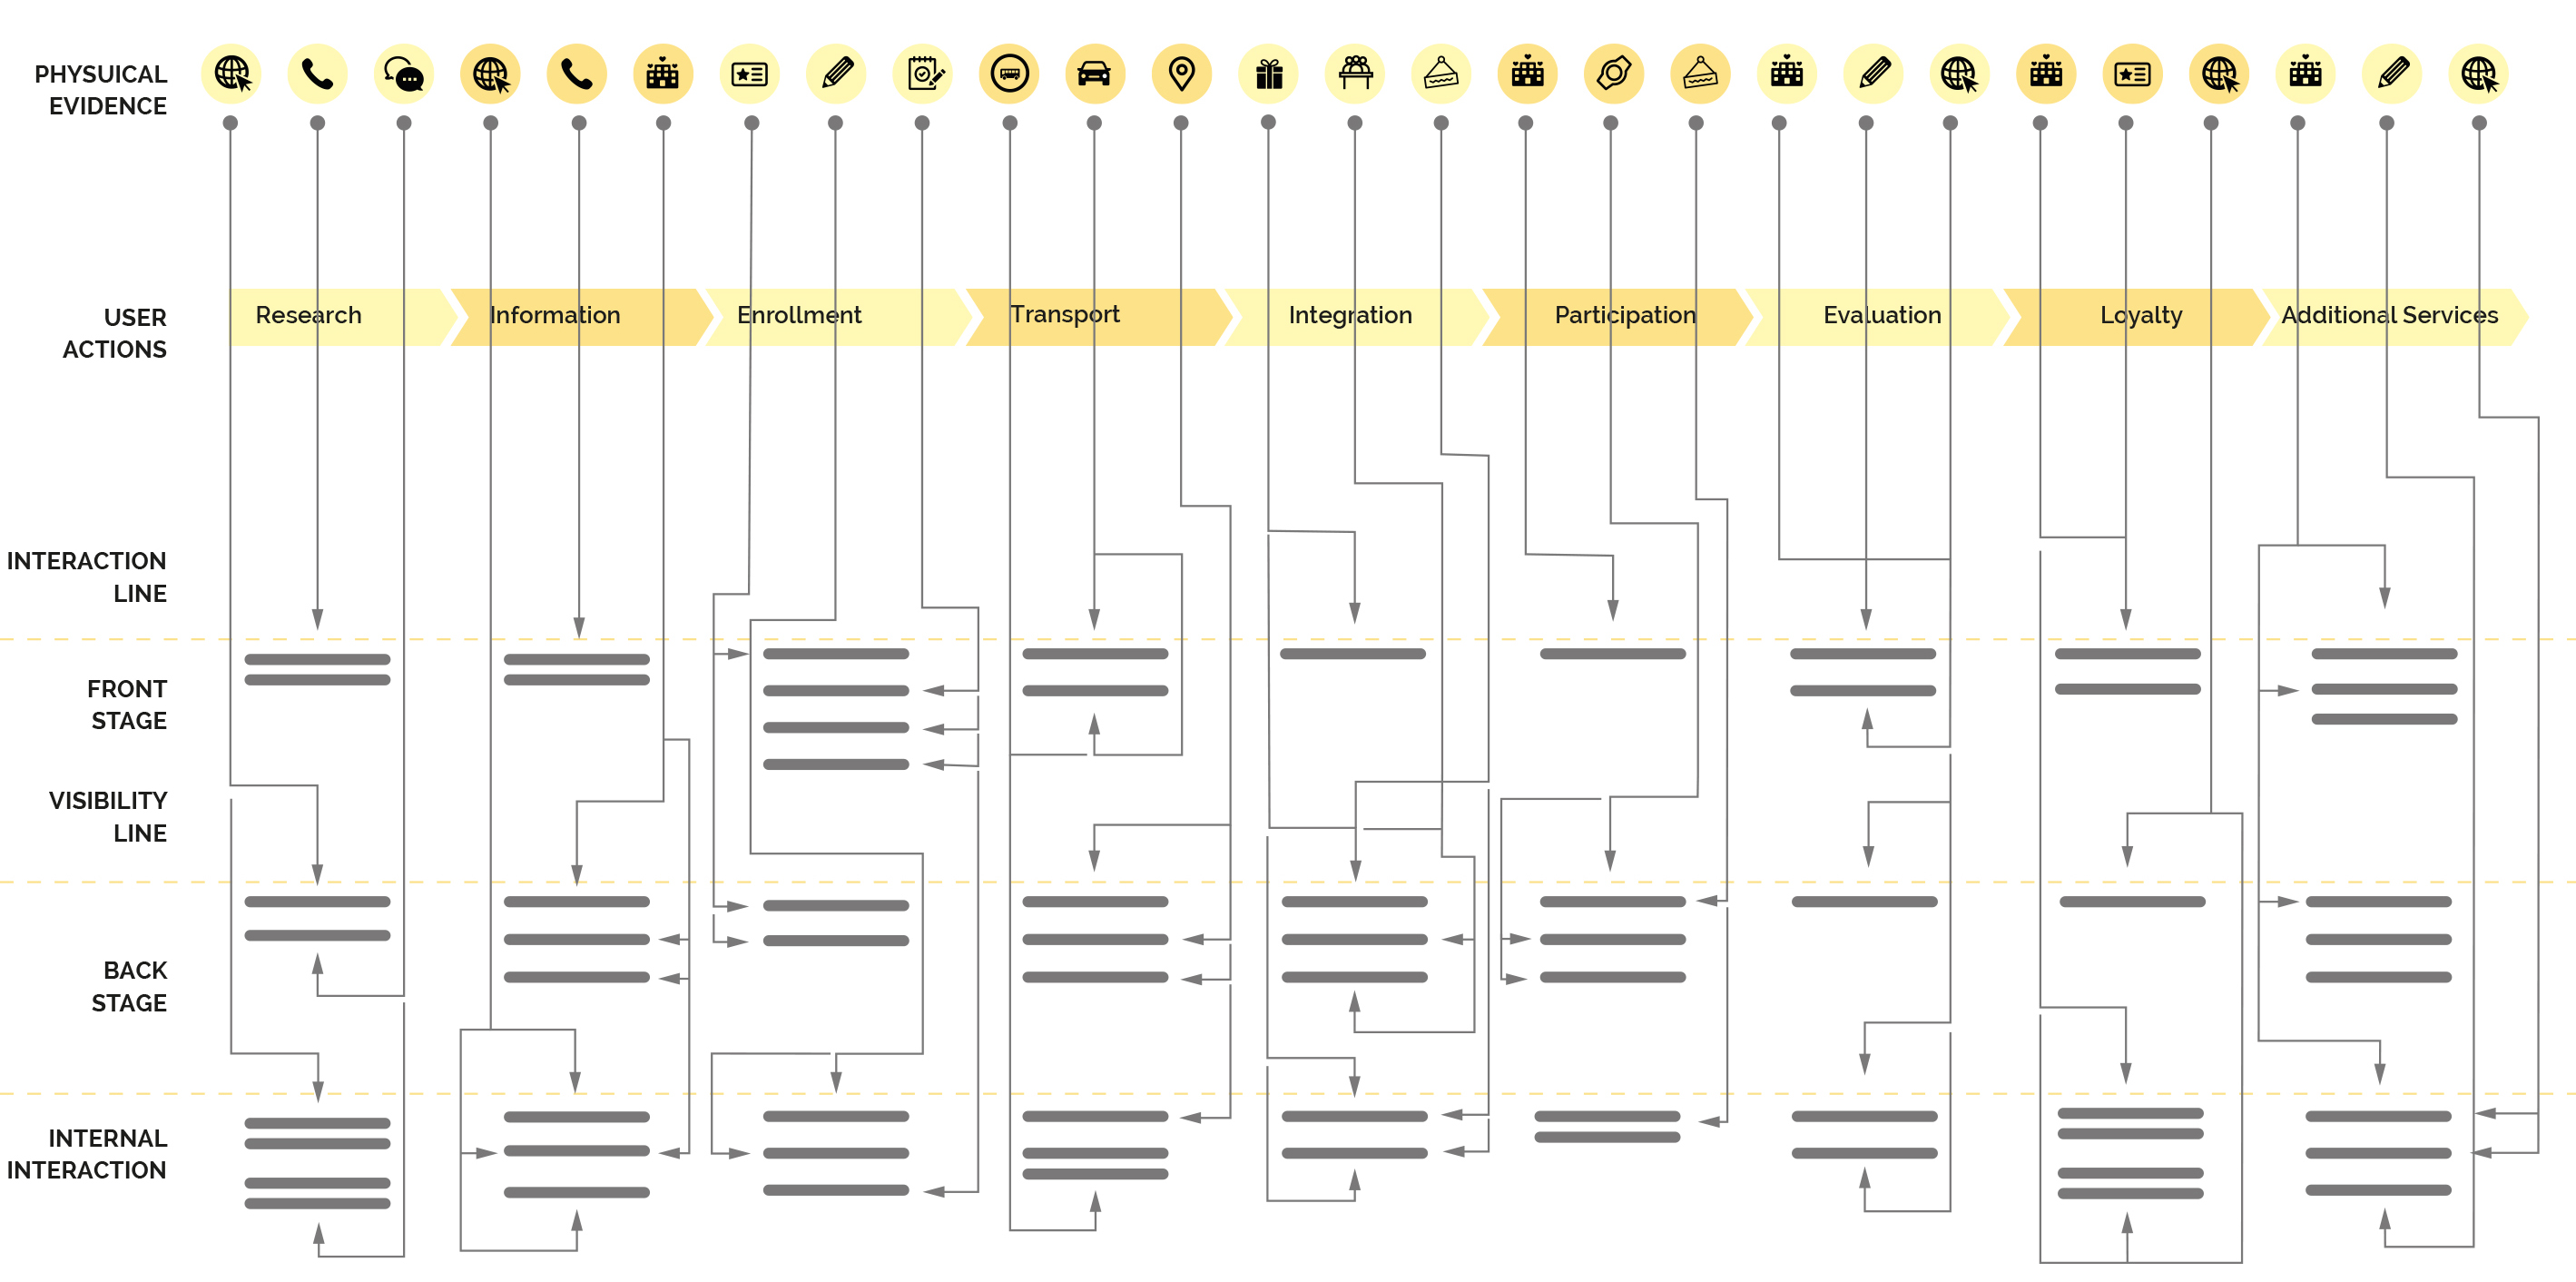 PHYSUICAL
EVIDENCE
USER
ACTIONS
Research
Information
Enrollment
Transport
Integration
Participation
Evaluation
Loyalty
Additional Services
INTERACTION
LINE
FRONT
STAGE
VISIBILITY
LINE
BACK
STAGE
INTERNAL
INTERACTION